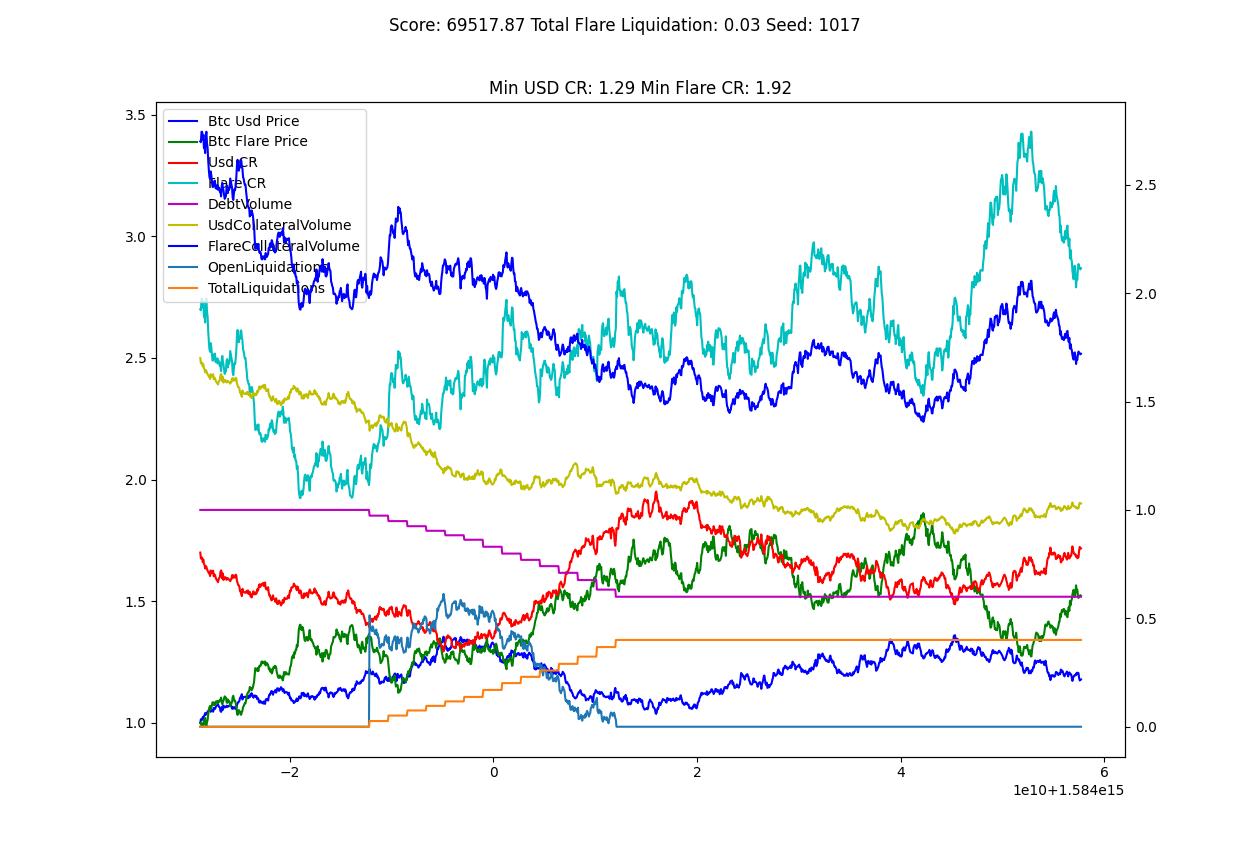 Score: 69517.87 Total Flare Liquidation: 0.03 Seed: 1017
Min USD CR: 1.29 Min Flare CR: 1.92
Btc Usd Price
Btc Flare Price
Usd CR
Flare CR
DebtVolume
UsdCollateralVolume
FlareCollateralVolume
OpenLiquidations
TotalLiquidations
3.5
3.0
2.5
2.0
1.5
1.0
2.5
2.0
1.5
1.0
0.5
0.0
−2
0
2
4
6
1e10+1.584e15